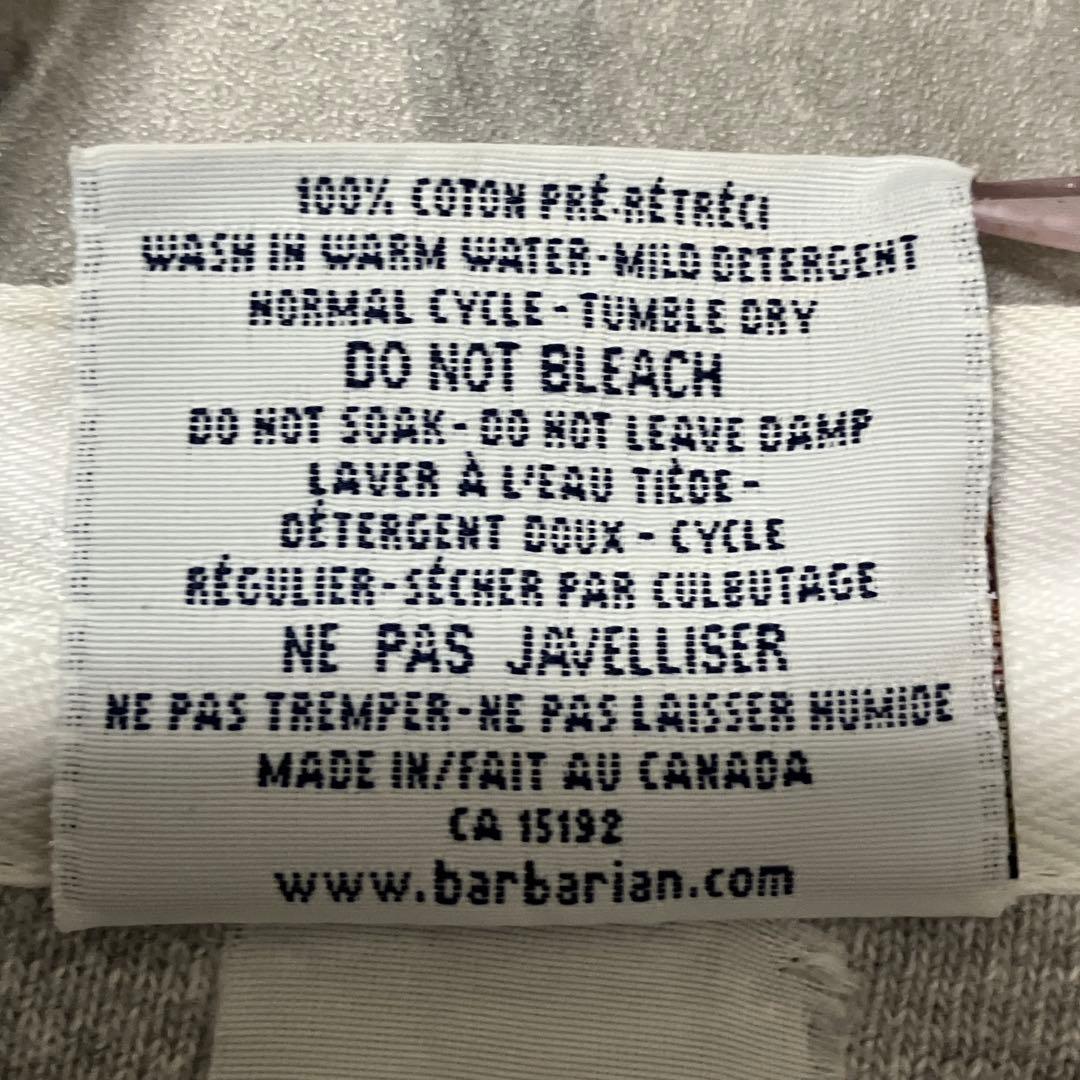 100% COTON PRÉ-RÉTRÉCI
WASH IN WARM WATER-MILD DETERGENT
NORMAL CYCLE-TUMBLE DRY
DO NOT BLEACH
DO NOT SOAK-DO NOT LEAVE DAMP
LAVER À L'EAU TIÈDE-
DÉTERGENT DOUX-CYCLE
RÉGULIER-SÉCHER PAR CULBUTAGE
NE PAS JAVELLISER
NE PAS TREMPER-NE PAS LAISSER HUMIDE
MADE IN/FAIT AU CANADA
CA 15192
www.barbarian.com